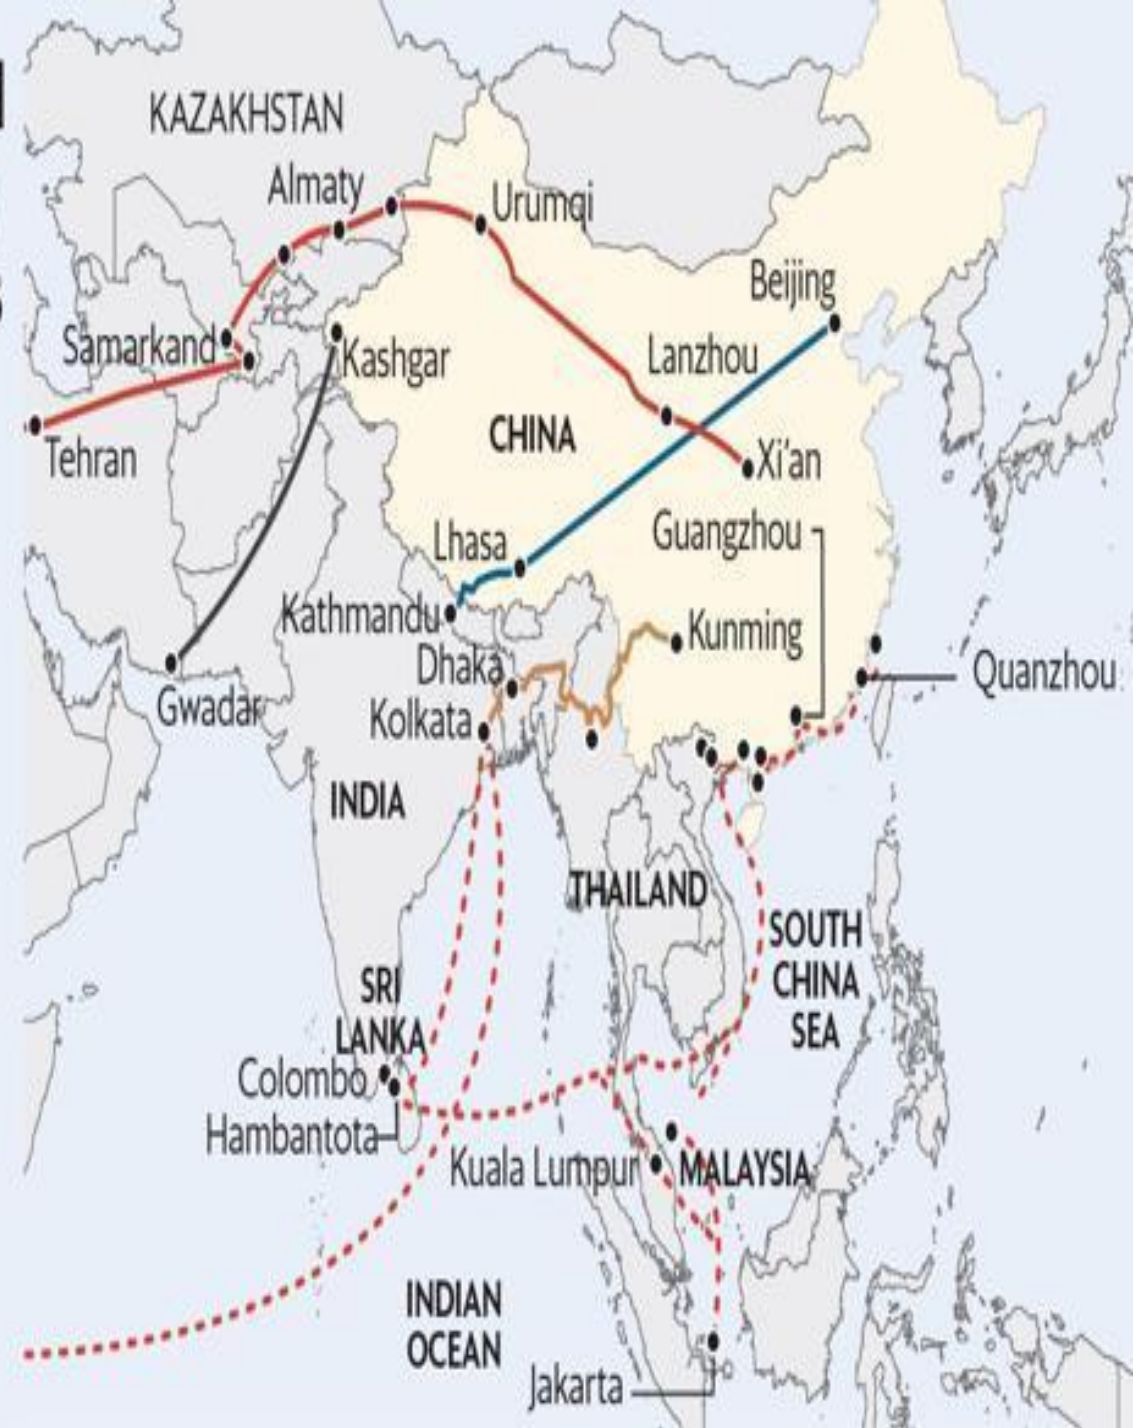 KAZAKHSTAN
Almaty
Urumqi
Beijing
Samarkand
Kashgar
Lanzhou
Tehran
CHINA
Xi'an
Guangzhou
Lhasa
Kathmandu
Kunming
Dhaka
Quanzhou
Gwadar
Kolkata
INDIA
THAILAND
SOUTH
CHINA
SEA
SRI
LANKA
Colombo
Hambantota
Kuala Lumpur
MALAYSIA
INDIAN
OCEAN
Jakarta